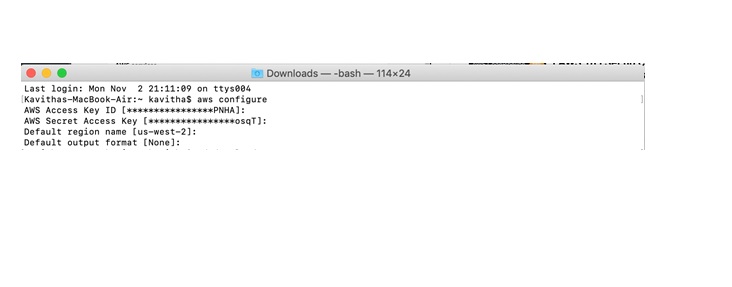 Downloads — -bash — 114×24
Last login: Mon Nov  2 21:11:09 on ttys004
[Kavithas-MacBook-Air:~ kavitha$ aws configure ]
AWS Access Key ID [****************PNHA]:
AWS Secret Access Key [****************osqT]:
Default region name [us-west-2]:
Default output format [None]: